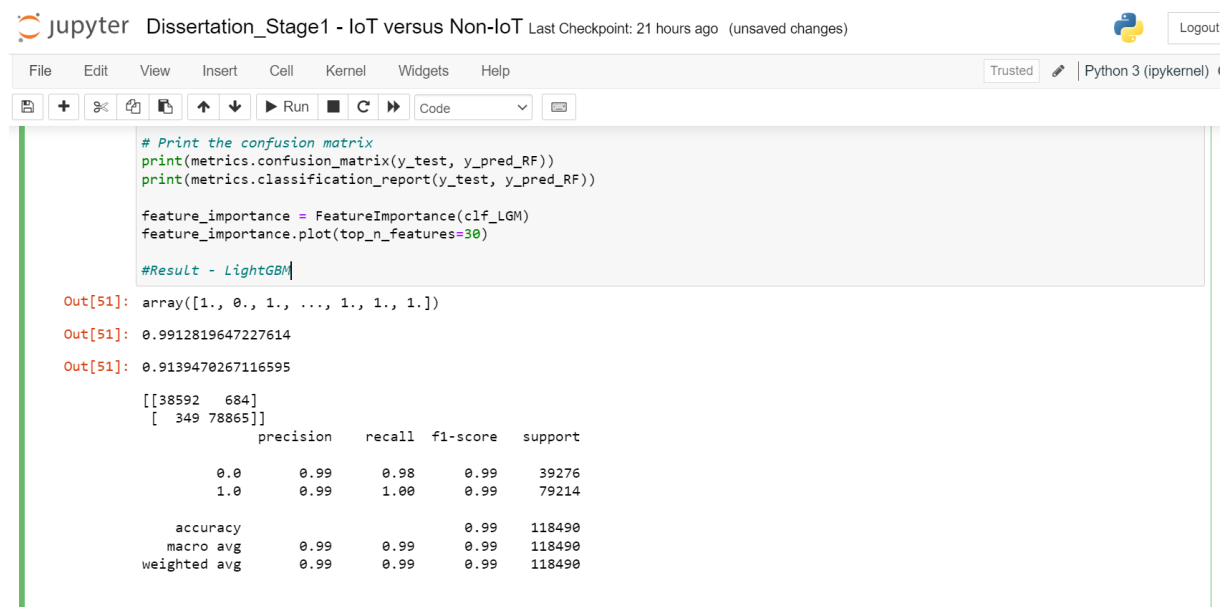 jupyter Dissertation_Stage1 - IoT versus Non-IoT Last Checkpoint: 21 hours ago (unsaved changes) Logout
File Edit View Insert Cell Kernel Widgets Help Trusted Python 3 (ipykernel)
Run Code
# Print the confusion matrix
print(metrics.confusion_matrix(y_test, y_pred_RF))
print(metrics.classification_report(y_test, y_pred_RF))
feature_importance = FeatureImportance(clf_LGM)
feature_importance.plot(top_n_features=30)
#Result - LightGBM
Out[51]: array([1., 0., 1., ..., 1., 1., 1.])
Out[51]: 0.9912819647227614
Out[51]: 0.9139470267116595
[[38592 684]
[ 349 78865]]
precision recall f1-score support
0.0 0.99 0.98 0.99 39276
1.0 0.99 1.00 0.99 79214
accuracy 0.99 118490
macro avg 0.99 0.99 0.99 118490
weighted avg 0.99 0.99 0.99 118490